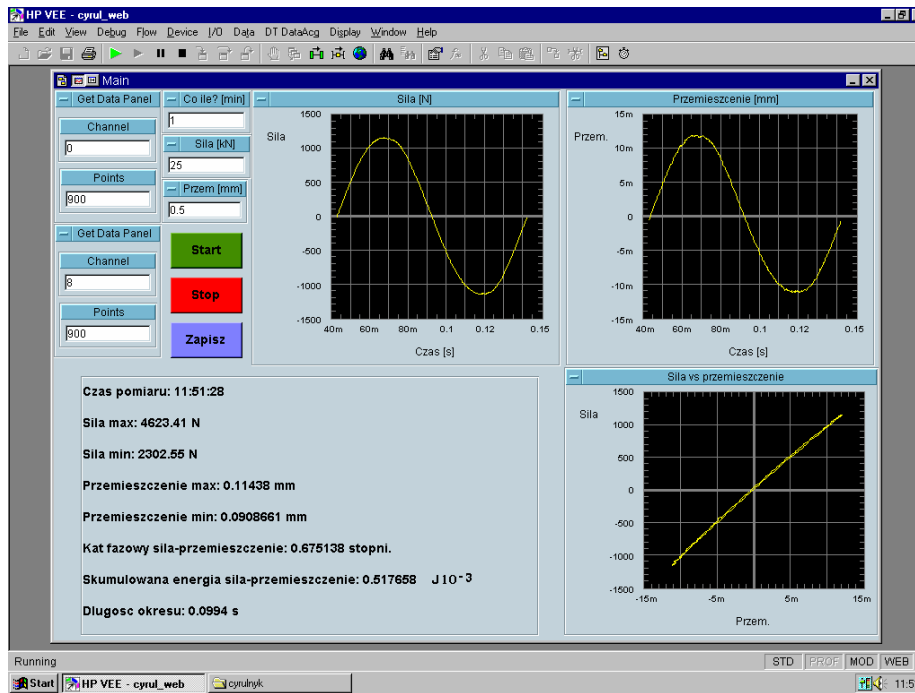 HP VEE - cyrul_web
File Edit View Debug Flow Device I/O Data DT DataAcq Display Window Help
Main
Get Data Panel
Channel
0
Points
900
Get Data Panel
Channel
8
Points
900
Co ile? [min]
1
Sila [kN]
25
Przem [mm]
0.5
Start
Stop
Zapisz
Sila [N]
Sila
1500
1000
500
0
-500
-1000
-1500
40m 60m 80m 0.1 0.12 0.15
Czas [s]
Przemieszcenie [mm]
Przem.
15m
10m
5m
0
-5m
-10m
-15m
40m 60m 80m 0.1 0.12 0.15
Czas [s]
Czas pomiaru: 11:51:28
Sila max: 4623.41 N
Sila min: 2302.55 N
Przemieszczenie max: 0.11438 mm
Przemieszczenie min: 0.0908661 mm
Kat fazowy sila-przemieszczenie: 0.675138 stopni.
Skumulowana energia sila-przemieszczenie: 0.517658 J10-3
Dlugosc okresu: 0.0994 s
Sila vs przemieszczenie
Sila
1500
1000
500
0
-500
-1000
-1500
-15m -5m 5m 15m
Przem.
Running
STD PROF MOD WEB
Start HP VEE - cyrul_web cyrulnyk 11:5